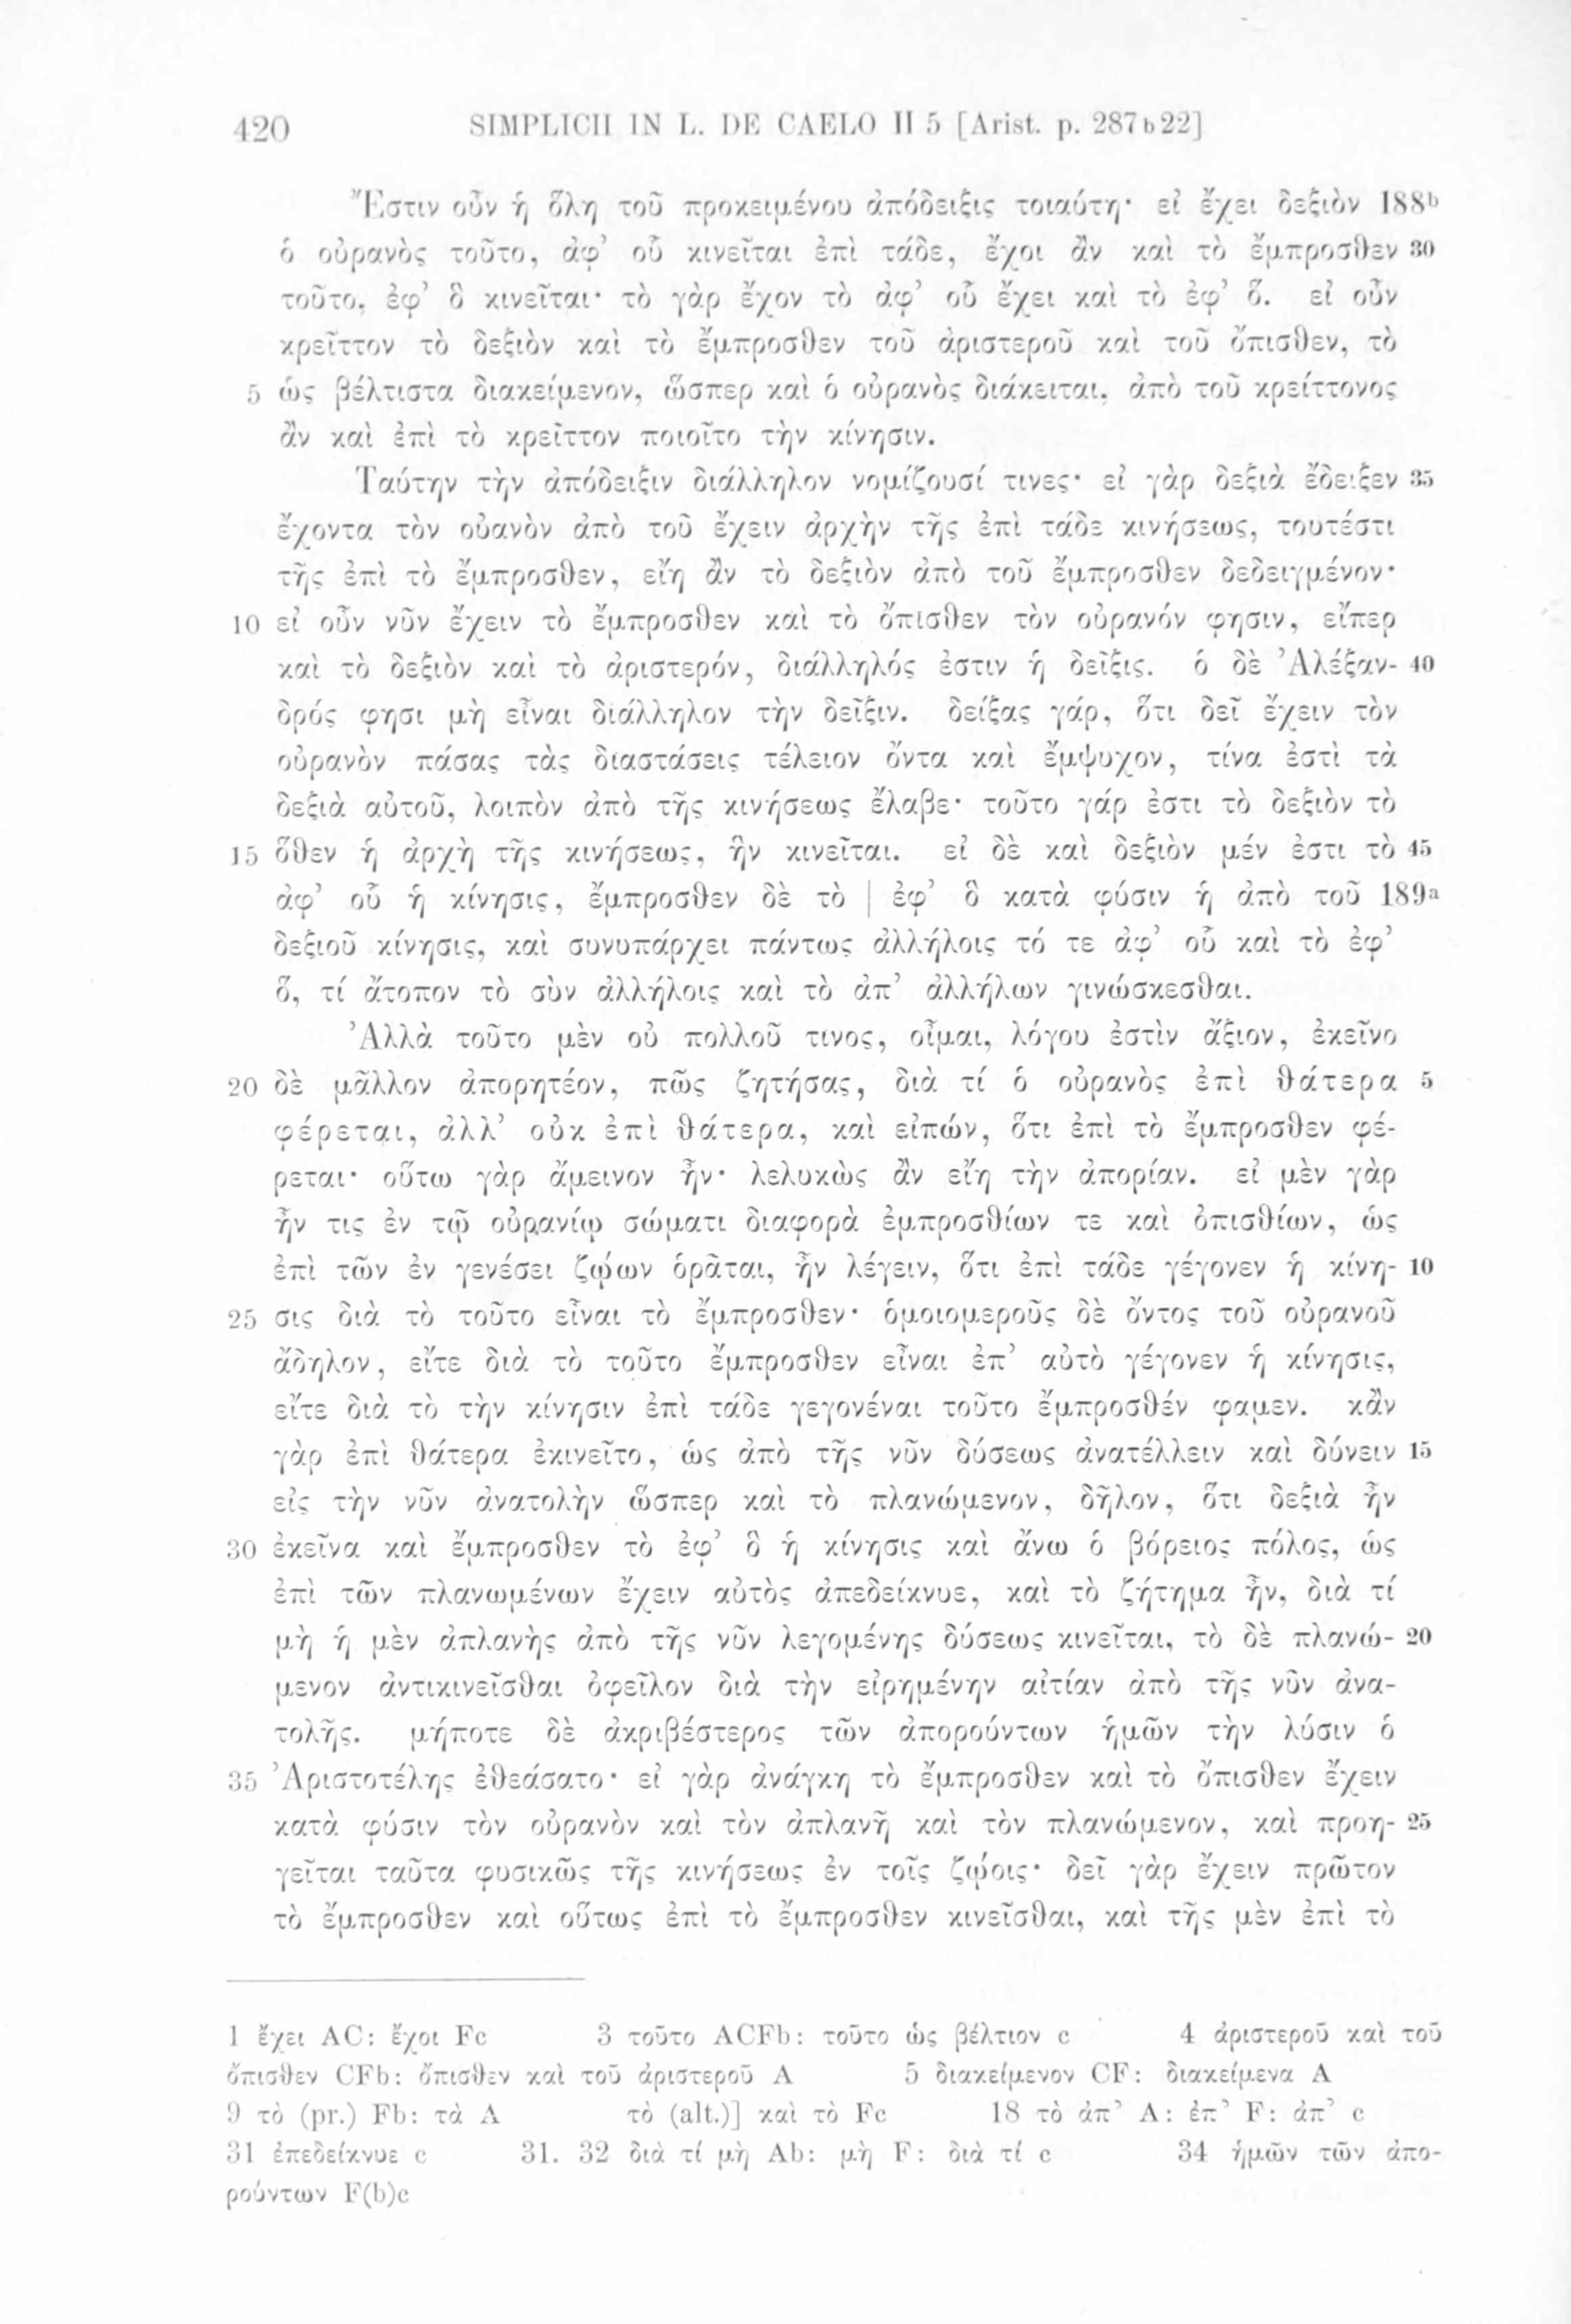 420 SIMPLICII IN L. DE CAELO II 5 [Arist. p. 287b22]
Ἔστιν οὖν ἡ ὅλη τοῦ προκειμένου ἀπόδειξις τοιαύτη· εἰ ἔχει δεξιὸν 188b
ὁ οὐρανὸς τοῦτο, ἀφ’ οὗ κινεῖται ἐπὶ τάδε, ἔχοι ἂν καὶ τὸ ἔμπροσθεν 30
τοῦτο, ἐφ’ ὃ κινεῖται· τὸ γὰρ ἔχον τὸ ἀφ’ οὗ ἔχει καὶ τὸ ἐφ’ ὅ. εἰ οὖν
κρεῖττον τὸ δεξιὸν καὶ τὸ ἔμπροσθεν τοῦ ἀριστεροῦ καὶ τοῦ ὄπισθεν, τὸ
5 ὡς βέλτιστα διακείμενον, ὥσπερ καὶ ὁ οὐρανὸς διάκειται, ἀπὸ τοῦ κρείττονος
ἂν καὶ ἐπὶ τὸ κρεῖττον ποιοῖτο τὴν κίνησιν.
Ταύτην τὴν ἀπόδειξιν διάλληλον νομίζουσί τινες· εἰ γὰρ δεξιὰ ἔδειξεν 35
ἔχοντα τὸν οὐανὸν ἀπὸ τοῦ ἔχειν ἀρχὴν τῆς ἐπὶ τάδε κινήσεως, τουτέστι
τῆς ἐπὶ τὸ ἔμπροσθεν, εἴη ἂν τὸ δεξιὸν ἀπὸ τοῦ ἔμπροσθεν δεδειγμένον·
10 εἰ οὖν νῦν ἔχειν τὸ ἔμπροσθεν καὶ τὸ ὄπισθεν τὸν οὐρανόν φησιν, εἴπερ
καὶ τὸ δεξιὸν καὶ τὸ ἀριστερόν, διάλληλός ἐστιν ἡ δεῖξις. ὁ δὲ Ἀλέξαν- 40
δρός φησι μὴ εἶναι διάλληλον τὴν δεῖξιν. δείξας γάρ, ὅτι δεῖ ἔχειν τὸν
οὐρανὸν πάσας τὰς διαστάσεις τέλειον ὄντα καὶ ἔμψυχον, τίνα ἐστὶ τὰ
δεξιὰ αὐτοῦ, λοιπὸν ἀπὸ τῆς κινήσεως ἔλαβε· τοῦτο γάρ ἐστι τὸ δεξιὸν τὸ
15 ὅθεν ἡ ἀρχὴ τῆς κινήσεως, ἣν κινεῖται. εἰ δὲ καὶ δεξιὸν μέν ἐστι τὸ 45
ἀφ’ οὗ ἡ κίνησις, ἔμπροσθεν δὲ τὸ | ἐφ’ ὃ κατὰ φύσιν ἡ ἀπὸ τοῦ 189a
δεξιοῦ κίνησις, καὶ συνυπάρχει πάντως ἀλλήλοις τό τε ἀφ’ οὗ καὶ τὸ ἐφ’
ὅ, τί ἄτοπον τὸ σὺν ἀλλήλοις καὶ τὸ ἀπ’ ἀλλήλων γινώσκεσθαι.
Ἀλλὰ τοῦτο μὲν οὐ πολλοῦ τινος, οἶμαι, λόγου ἐστὶν ἄξιον, ἐκεῖνο
20 δὲ μᾶλλον ἀπορητέον, πῶς ζητήσας, διὰ τί ὁ οὐρανὸς ἐπὶ θάτερα 5
φέρεται, ἀλλ’ οὐκ ἐπὶ θάτερα, καὶ εἰπών, ὅτι ἐπὶ τὸ ἔμπροσθεν φέ-
ρεται· οὕτω γὰρ ἄμεινον ἦν· λελυκὼς ἂν εἴη τὴν ἀπορίαν. εἰ μὲν γὰρ
ἦν τις ἐν τῷ οὐρανίῳ σώματι διαφορὰ ἐμπροσθίων τε καὶ ὀπισθίων, ὡς
ἐπὶ τῶν ἐν γενέσει ζῴων ὁρᾶται, ἦν λέγειν, ὅτι ἐπὶ τάδε γέγονεν ἡ κίνη- 10
25 σις διὰ τὸ τοῦτο εἶναι τὸ ἔμπροσθεν· ὁμοιομεροῦς δὲ ὄντος τοῦ οὐρανοῦ
ἄδηλον, εἴτε διὰ τὸ τοῦτο ἔμπροσθεν εἶναι ἐπ’ αὐτὸ γέγονεν ἡ κίνησις,
εἴτε διὰ τὸ τὴν κίνησιν ἐπὶ τάδε γεγονέναι τοῦτο ἔμπροσθέν φαμεν. κἂν
γὰρ ἐπὶ θάτερα ἐκινεῖτο, ὡς ἀπὸ τῆς νῦν δύσεως ἀνατέλλειν καὶ δύνειν 15
εἰς τὴν νῦν ἀνατολὴν ὥσπερ καὶ τὸ πλανώμενον, δῆλον, ὅτι δεξιὰ ἦν
30 ἐκεῖνα καὶ ἔμπροσθεν τὸ ἐφ’ ὃ ἡ κίνησις καὶ ἄνω ὁ βόρειος πόλος, ὡς
ἐπὶ τῶν πλανωμένων ἔχειν αὐτὸς ἀπεδείκνυε, καὶ τὸ ζήτημα ἦν, διὰ τί
μὴ ἡ μὲν ἀπλανὴς ἀπὸ τῆς νῦν λεγομένης δύσεως κινεῖται, τὸ δὲ πλανώ- 20
μενον ἀντικινεῖσθαι ὀφεῖλον διὰ τὴν εἰρημένην αἰτίαν ἀπὸ τῆς νῦν ἀνα-
τολῆς. μήποτε δὲ ἀκριβέστερος τῶν ἀπορούντων ἡμῶν τὴν λύσιν ὁ
35 Ἀριστοτέλης ἐθεάσατο· εἰ γὰρ ἀνάγκη τὸ ἔμπροσθεν καὶ τὸ ὄπισθεν ἔχειν
κατὰ φύσιν τὸν οὐρανὸν καὶ τὸν ἀπλανῆ καὶ τὸν πλανώμενον, καὶ προη- 25
γεῖται ταῦτα φυσικῶς τῆς κινήσεως ἐν τοῖς ζῴοις· δεῖ γὰρ ἔχειν πρῶτον
τὸ ἔμπροσθεν καὶ οὕτως ἐπὶ τὸ ἔμπροσθεν κινεῖσθαι, καὶ τῆς μὲν ἐπὶ τὸ
1 ἔχει AC: ἔχοι Fc 3 τοῦτο ACFb: τοῦτο ὡς βέλτιον c 4 ἀριστεροῦ καὶ τοῦ
ὄπισθεν CFb: ὄπισθεν καὶ τοῦ ἀριστεροῦ A 5 διακείμενον CF: διακείμενα A
9 τὸ (pr.) Fb: τὰ A τὸ (alt.)] καὶ τὸ Fc 18 τὸ ἀπ’ A: ἐπ’ F: ἀπ’ c
31 ἐπεδείκνυε c 31. 32 διὰ τί μὴ Ab: μὴ F: διὰ τί c 34 ἡμῶν τῶν ἀπο-
ρούντων F(b)c